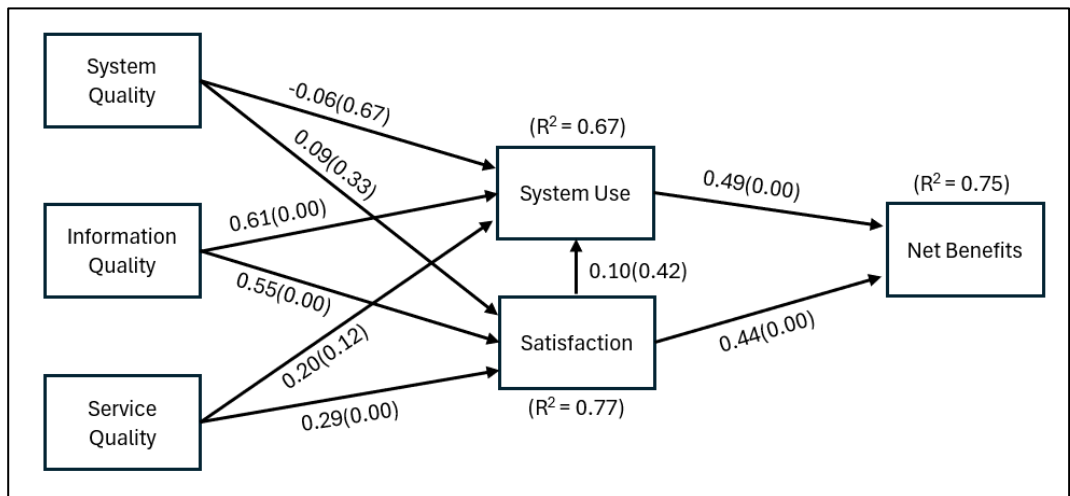 System
Quality
-0.06(0.67)
0.09(0.33)
(R² = 0.67)
System Use
0.49(0.00)
(R² = 0.75)
Net Benefits
Information
Quality
0.61(0.00)
0.55(0.00)
0.10(0.42)
Satisfaction
0.44(0.00)
(R² = 0.77)
Service
Quality
0.20(0.12)
0.29(0.00)